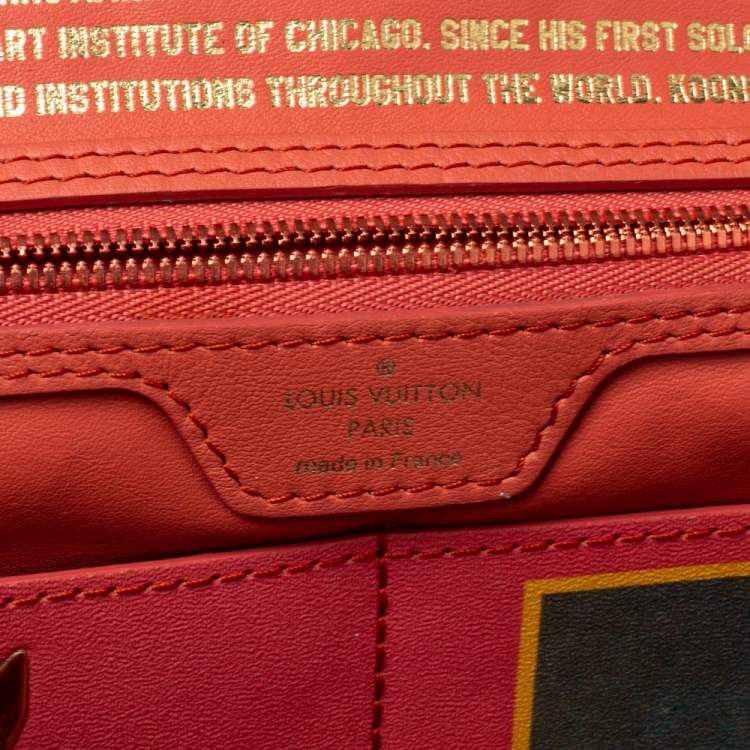 ART INSTITUTE OF CHICAGO. SINCE HIS FIRST SOLO
INSTITUTIONS THROUGHOUT THE WORLD. KOON
LOUIS VUITTON
PARIS
made in France